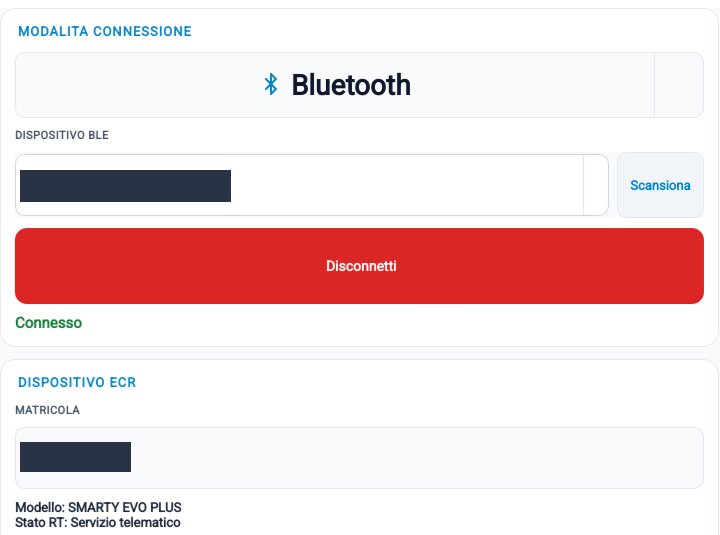 MODALITA CONNESSIONE
Bluetooth
DISPOSITIVO BLE
Scansiona
Disconnetti
Connesso
DISPOSITIVO ECR
MATRICOLA
Modello: SMARTY EVO PLUS
Stato RT: Servizio telematico